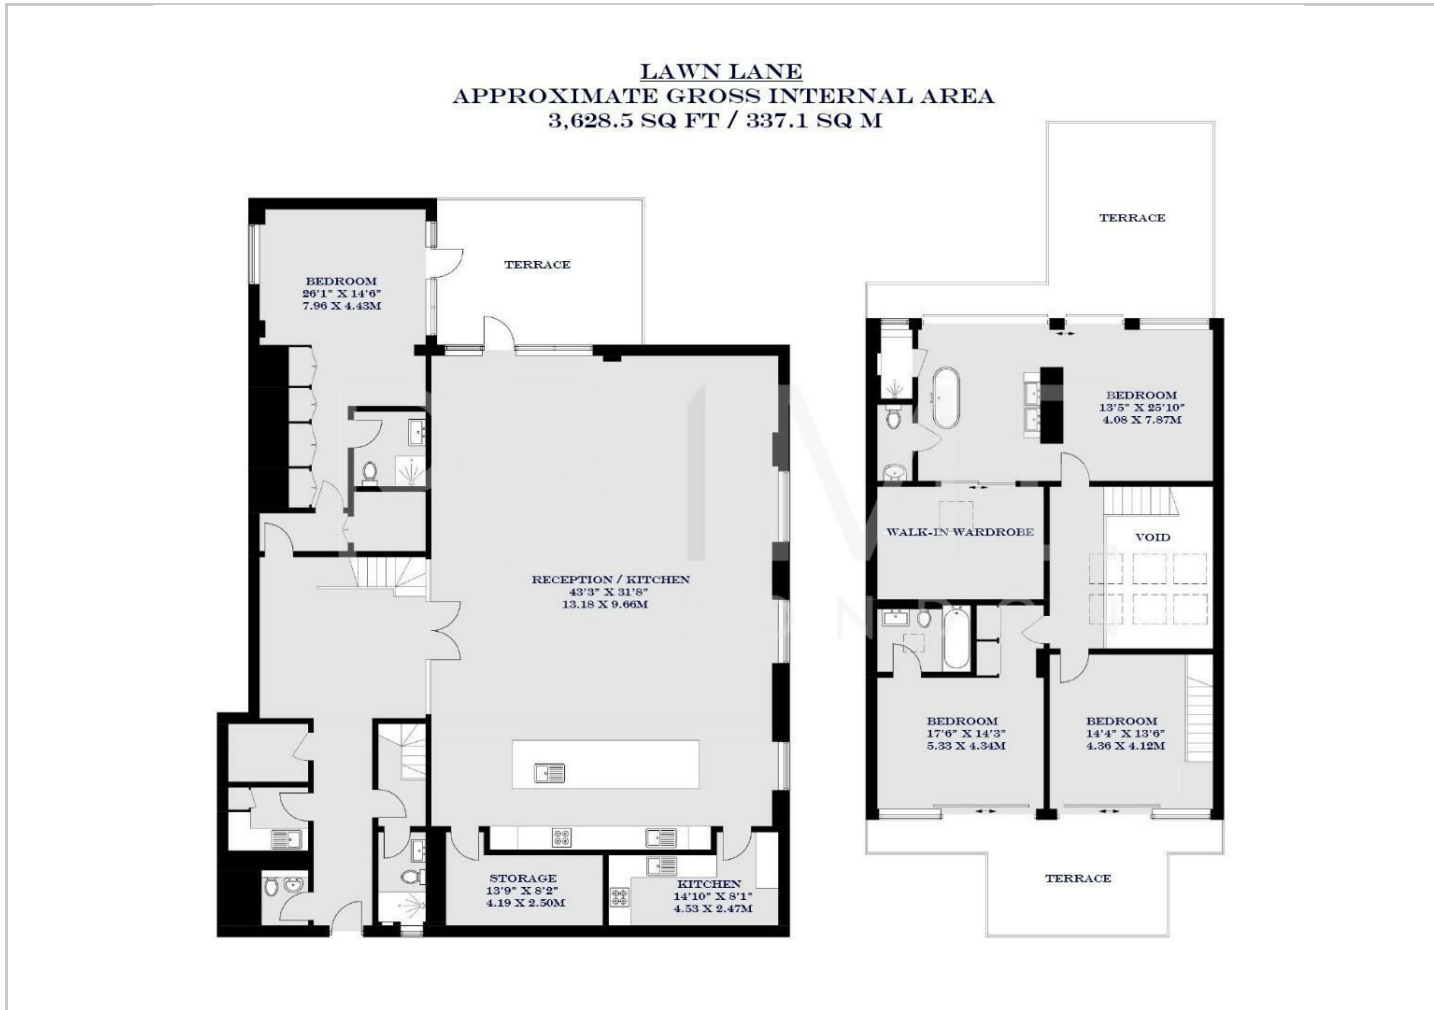 LAWN LANE
APPROXIMATE GROSS INTERNAL AREA
3,628.5 SQ FT / 337.1 SQ M
BEDROOM
26'1" X 14'6"
7.96 X 4.43M
TERRACE
RECEPTION / KITCHEN
43'3" X 31'8"
13.18 X 9.66M
STORAGE
13'9" X 8'2"
4.19 X 2.50M
KITCHEN
14'10" X 8'1"
4.53 X 2.47M
TERRACE
BEDROOM
13'5" X 25'10"
4.08 X 7.87M
WALK-IN WARDROBE
VOID
BEDROOM
17'6" X 14'3"
5.33 X 4.34M
BEDROOM
14'4" X 13'6"
4.36 X 4.12M
TERRACE
PRIME
LONDON